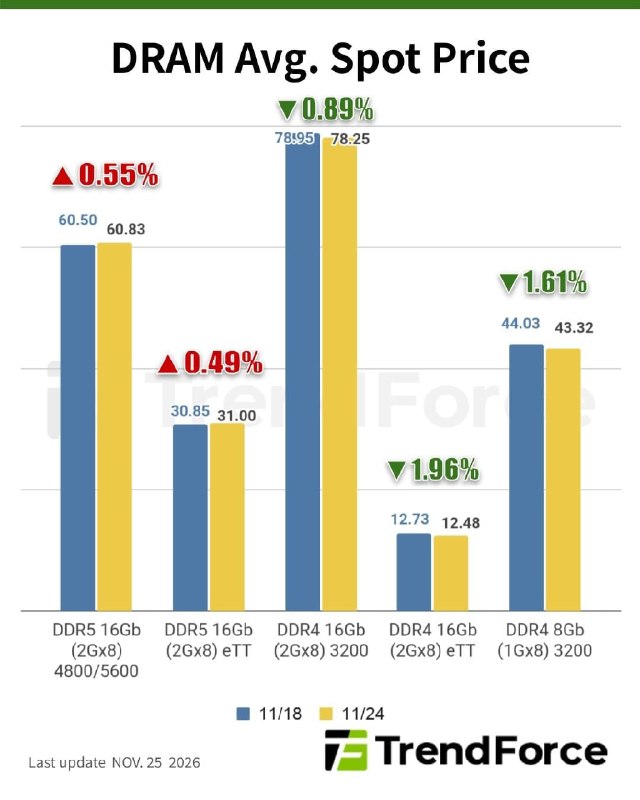 DRAM Avg. Spot Price
▼0.89%
78.95 78.25
▲0.55%
60.50 60.83
▼1.61%
44.03 43.32
▲0.49%
30.85 31.00
TrendForce
▼1.96%
12.73 12.48
DDR5 16Gb
(2Gx8)
4800/5600
DDR5 16Gb
(2Gx8) eTT
DDR4 16Gb
(2Gx8) 3200
DDR4 16Gb
(2Gx8) eTT
DDR4 8Gb
(1Gx8) 3200
11/18 11/24
Last update NOV. 25 2026
TrendForce